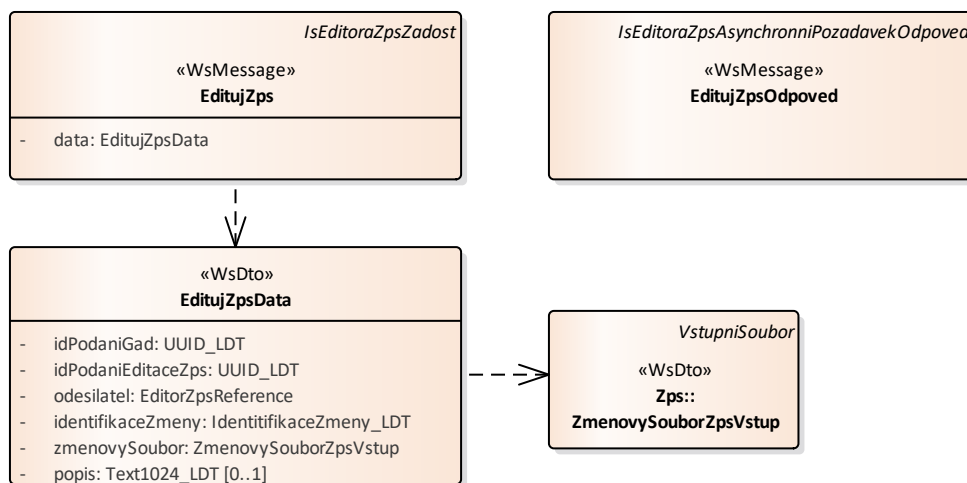 IsEditoraZpsZadost
«WsMessage»
EditujZps
- data: EditujZpsData
IsEditoraZpsAsynchronniPozadavekOdpoved
«WsMessage»
EditujZpsOdpoved
«WsDto»
EditujZpsData
- idPodaniGad: UUID_LDT
- idPodaniEditaceZps: UUID_LDT
- odesilatel: EditorZpsReference
- identifikaceZmeny: IdentitifikaceZmeny_LDT
- zmenovySoubor: ZmenovySouborZpsVstup
- popis: Text1024_LDT [0..1]
VstupniSoubor
«WsDto»
Zps::
ZmenovySouborZpsVstup